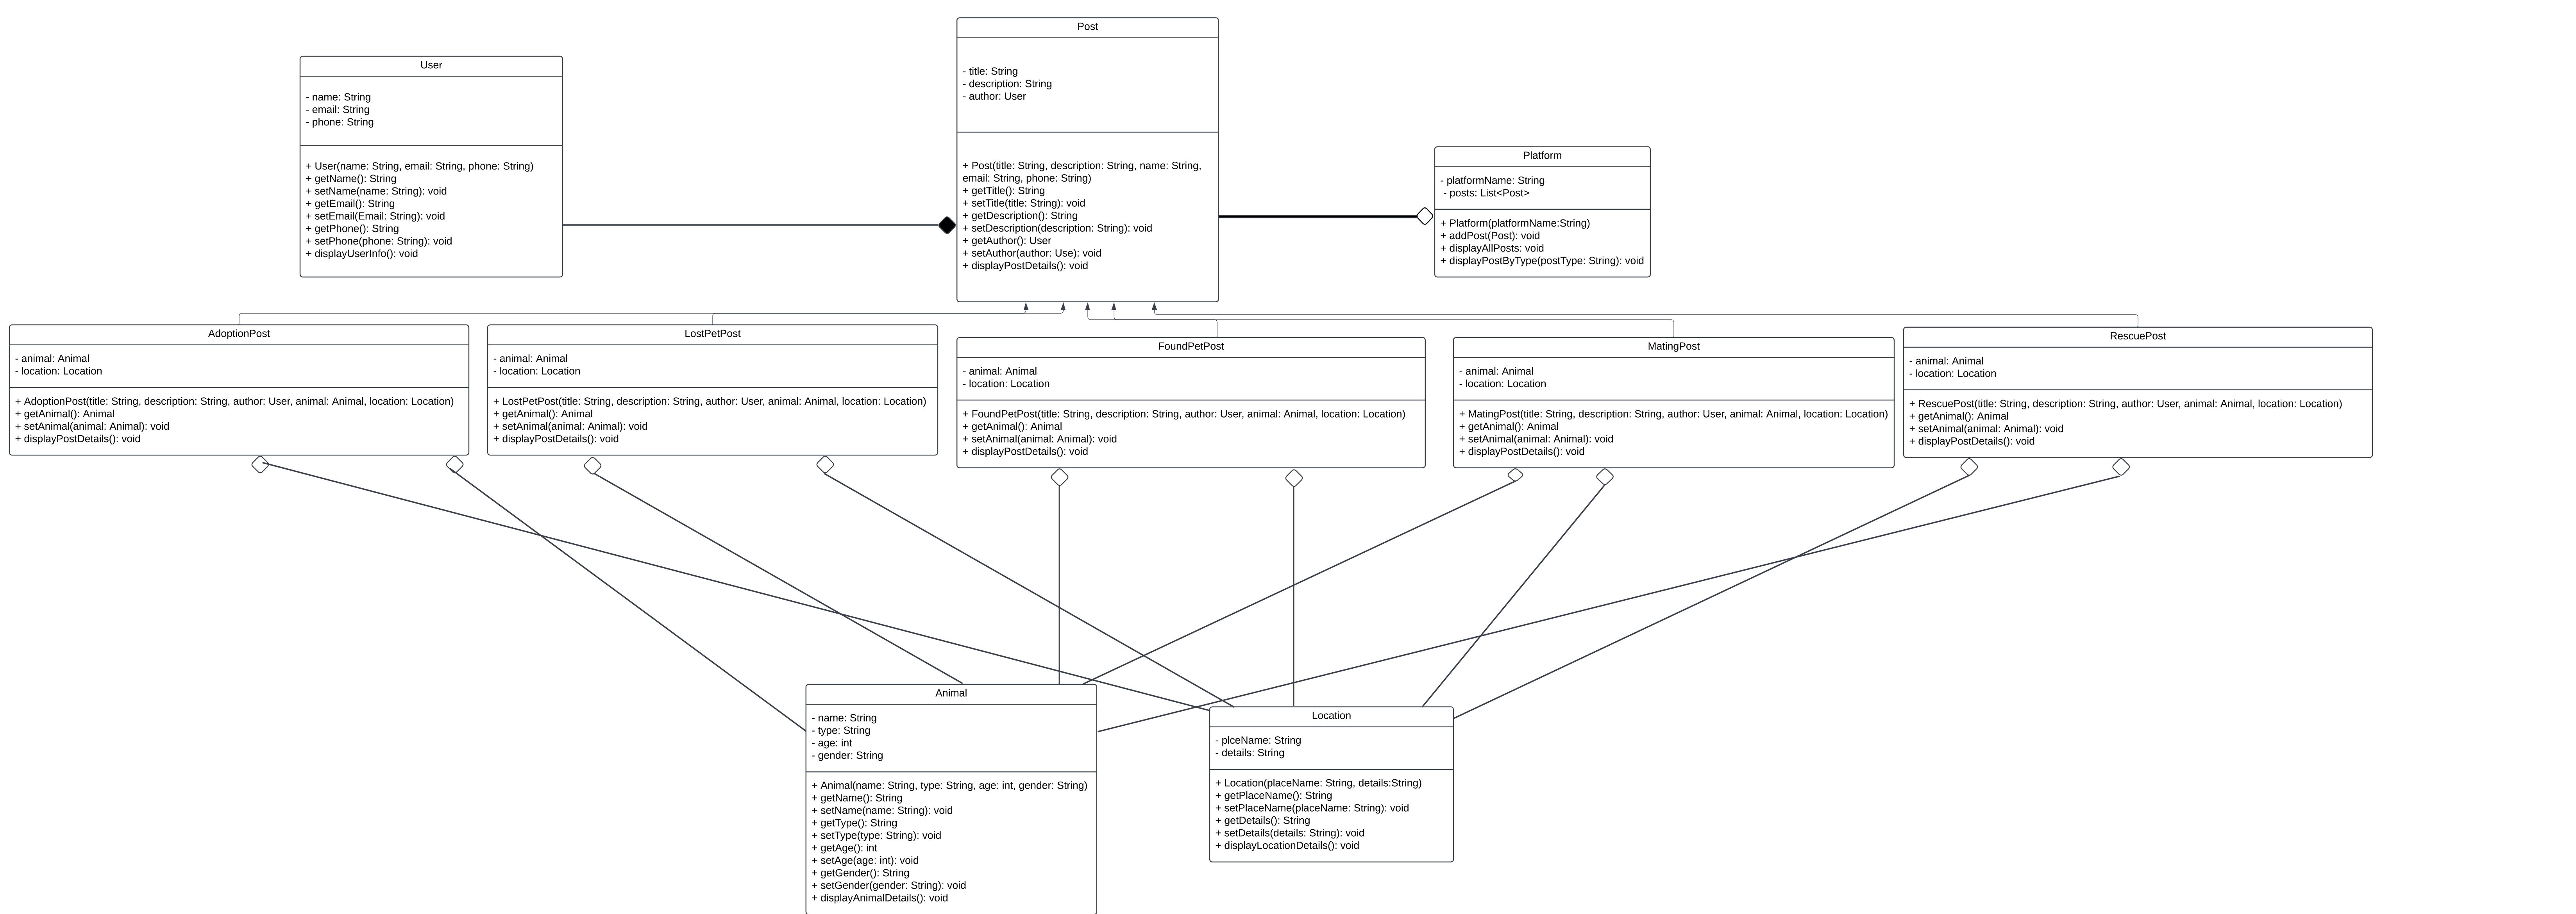 Post
- title: String
- description: String
- author: User
+ Post(title: String, description: String, name: String,
email: String, phone: String)
+ getTitle(): String
+ setTitle(title: String): void
+ getDescription(): String
+ setDescription(description: String): void
+ getAuthor(): User
+ setAuthor(author: Use): void
+ displayPostDetails(): void
User
- name: String
- email: String
- phone: String
+ User(name: String, email: String, phone: String)
+ getName(): String
+ setName(name: String): void
+ getEmail(): String
+ setEmail(Email: String): void
+ getPhone(): String
+ setPhone(phone: String): void
+ displayUserInfo(): void
Platform
- platformName: String
- posts: List<Post>
+ Platform(platformName:String)
+ addPost(Post): void
+ displayAllPosts: void
+ displayPostByType(postType: String): void
AdoptionPost
- animal: Animal
- location: Location
+ AdoptionPost(title: String, description: String, author: User, animal: Animal, location: Location)
+ getAnimal(): Animal
+ setAnimal(animal: Animal): void
+ displayPostDetails(): void
LostPetPost
- animal: Animal
- location: Location
+ LostPetPost(title: String, description: String, author: User, animal: Animal, location: Location)
+ getAnimal(): Animal
+ setAnimal(animal: Animal): void
+ displayPostDetails(): void
FoundPetPost
- animal: Animal
- location: Location
+ FoundPetPost(title: String, description: String, author: User, animal: Animal, location: Location)
+ getAnimal(): Animal
+ setAnimal(animal: Animal): void
+ displayPostDetails(): void
MatingPost
- animal: Animal
- location: Location
+ MatingPost(title: String, description: String, author: User, animal: Animal, location: Location)
+ getAnimal(): Animal
+ setAnimal(animal: Animal): void
+ displayPostDetails(): void
RescuePost
- animal: Animal
- location: Location
+ RescuePost(title: String, description: String, author: User, animal: Animal, location: Location)
+ getAnimal(): Animal
+ setAnimal(animal: Animal): void
+ displayPostDetails(): void
Animal
- name: String
- type: String
- age: int
- gender: String
+ Animal(name: String, type: String, age: int, gender: String)
+ getName(): String
+ setName(name: String): void
+ getType(): String
+ setType(type: String): void
+ getAge(): int
+ setAge(age: int): void
+ getGender(): String
+ setGender(gender: String): void
+ displayAnimalDetails(): void
Location
- plceName: String
- details: String
+ Location(placeName: String, details:String)
+ getPlaceName(): String
+ setPlaceName(placeName: String): void
+ getDetails(): String
+ setDetails(details: String): void
+ displayLocationDetails(): void